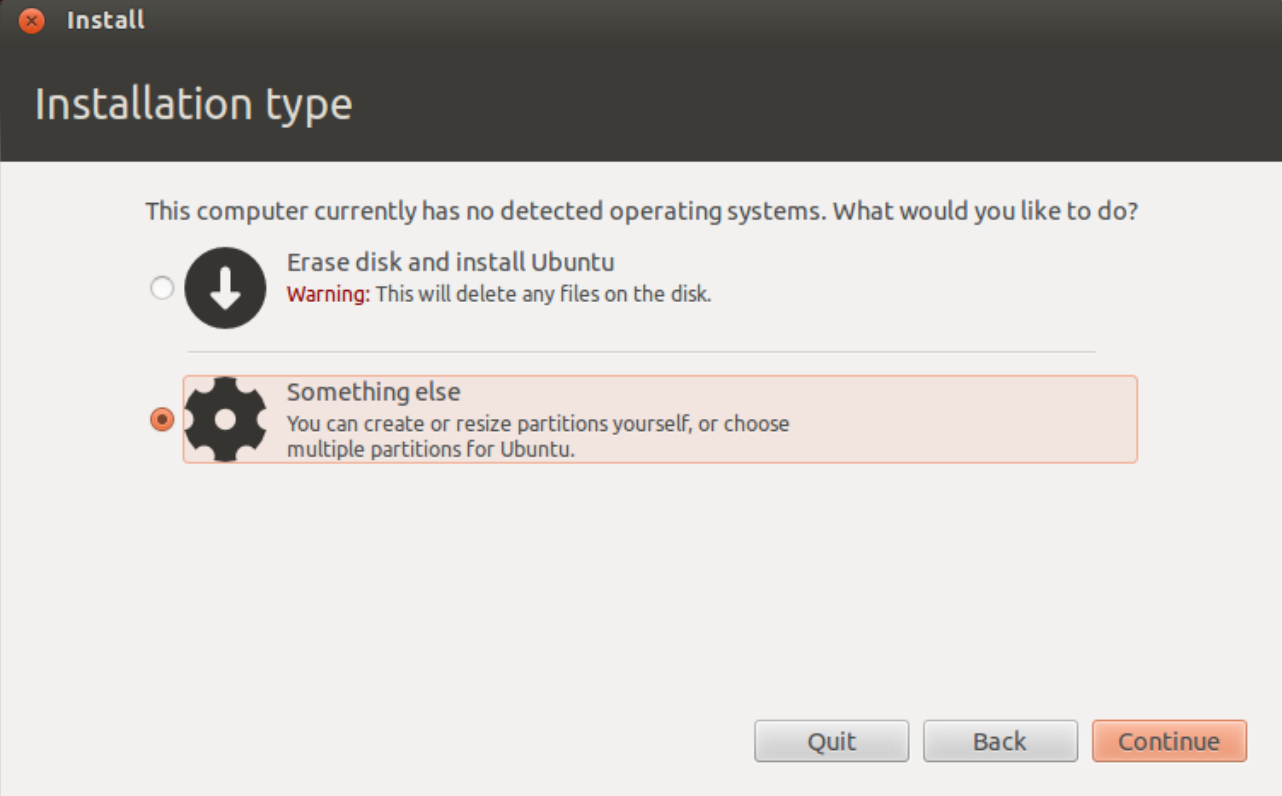 Install
Installation type
This computer currently has no detected operating systems. What would you like to do?
Erase disk and install Ubuntu
Warning: This will delete any files on the disk.
Something else
You can create or resize partitions yourself, or choose
multiple partitions for Ubuntu.
Quit
Back
Continue